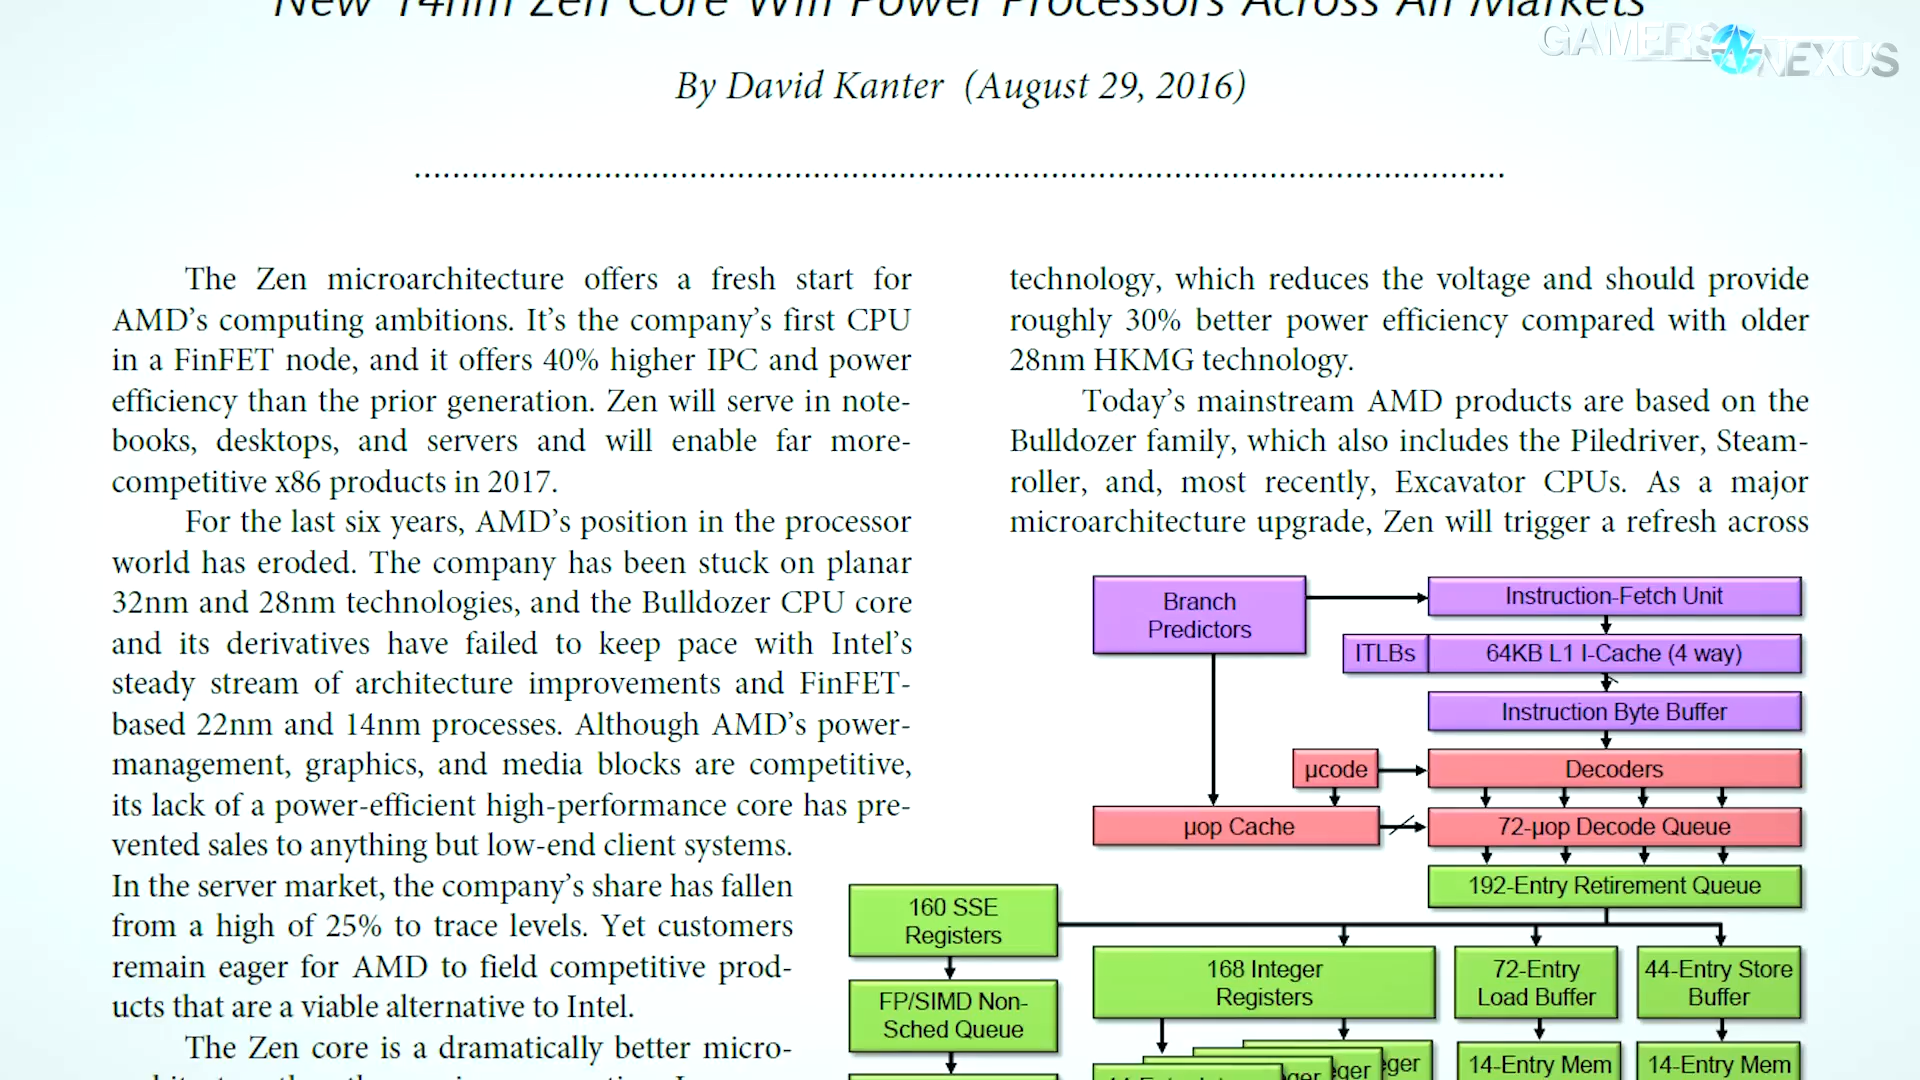 New 14nm Zen Core Will Power Processors Across All Markets
GAMERS NEXUS
By David Kanter (August 29, 2016)
The Zen microarchitecture offers a fresh start for
AMD's computing ambitions. It's the company's first CPU
in a FinFET node, and it offers 40% higher IPC and power
efficiency than the prior generation. Zen will serve in note-
books, desktops, and servers and will enable far more-
competitive x86 products in 2017.
For the last six years, AMD's position in the processor
world has eroded. The company has been stuck on planar
32nm and 28nm technologies, and the Bulldozer CPU core
and its derivatives have failed to keep pace with Intel's
steady stream of architecture improvements and FinFET-
based 22nm and 14nm processes. Although AMD's power-
management, graphics, and media blocks are competitive,
its lack of a power-efficient high-performance core has pre-
vented sales to anything but low-end client systems.
In the server market, the company's share has fallen
from a high of 25% to trace levels. Yet customers
remain eager for AMD to field competitive prod-
ucts that are a viable alternative to Intel.
The Zen core is a dramatically better micro-
technology, which reduces the voltage and should provide
roughly 30% better power efficiency compared with older
28nm HKMG technology.
Today's mainstream AMD products are based on the
Bulldozer family, which also includes the Piledriver, Steam-
roller, and, most recently, Excavator CPUs. As a major
microarchitecture upgrade, Zen will trigger a refresh across
Branch
Predictors
Instruction-Fetch Unit
ITLBs
64KB L1 I-Cache (4 way)
Instruction Byte Buffer
µcode
Decoders
µop Cache
72-µop Decode Queue
192-Entry Retirement Queue
160 SSE
Registers
168 Integer
Registers
72-Entry
Load Buffer
44-Entry Store
Buffer
FP/SIMD Non-
Sched Queue
14-Entry Mem
14-Entry Mem